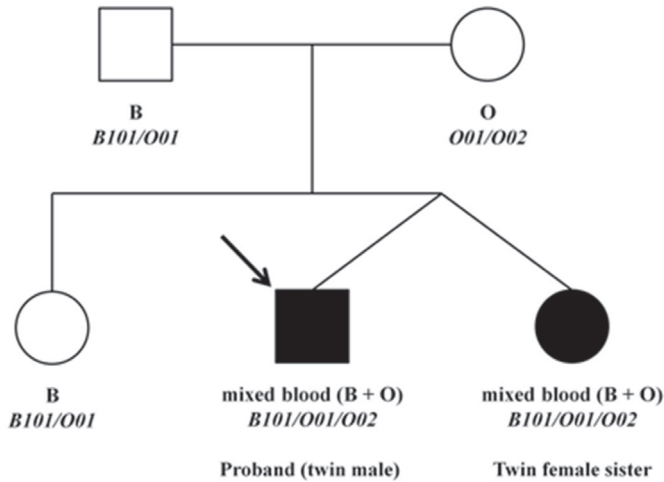 B
B101/O01
O
O01/O02
B
B101/O01
mixed blood (B + O)
B101/O01/O02
Proband (twin male)
mixed blood (B + O)
B101/O01/O02
Twin female sister